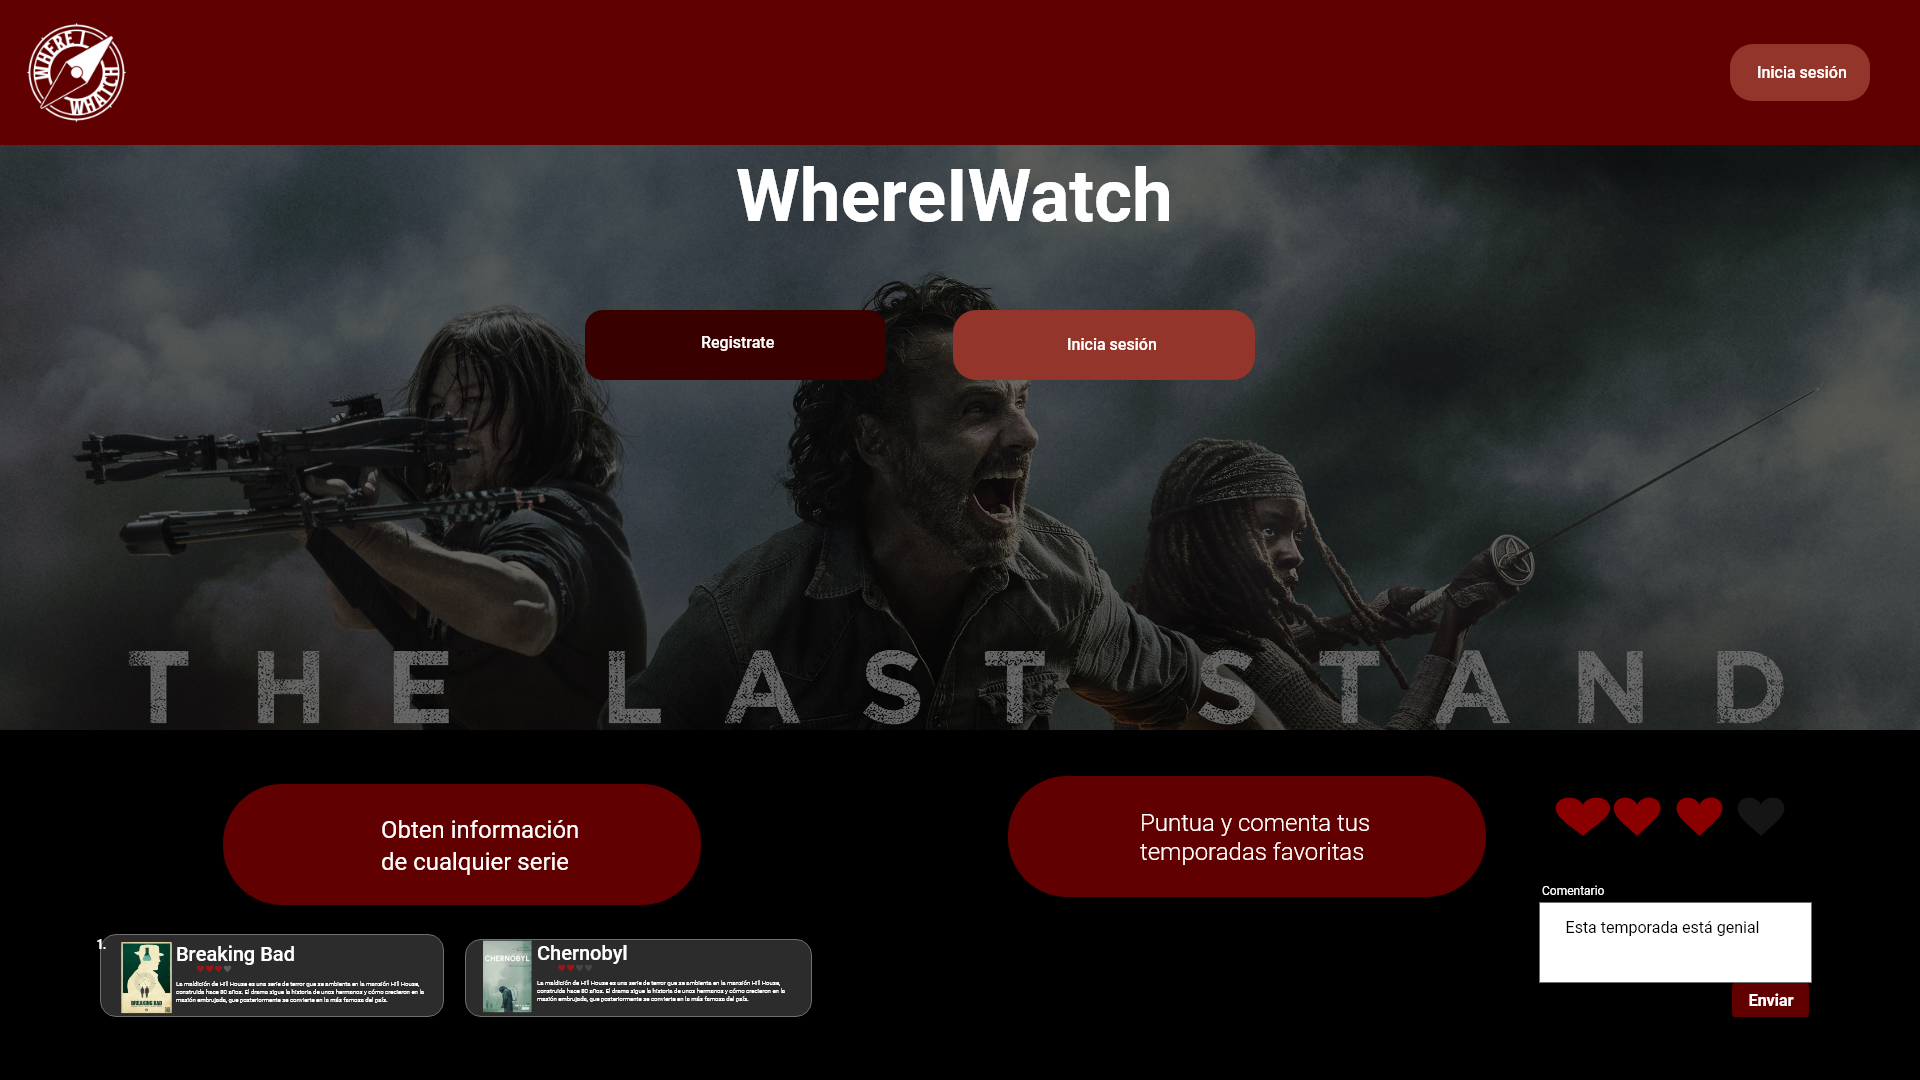 WHERE I
WHATCH
Inicia sesión
WhereIWatch
Registrate
Inicia sesión
THE LAST STAND
Obten información
de cualquier serie
Puntua y comenta tus
temporadas favoritas
1.
Breaking Bad
La maldición de Hill House es una serie de terror que se ambienta en la mansión Hill House,
construida hace 80 años. El drama sigue la historia de unos hermanos y cómo crecieron en la
masión embrujada, que posteriormente se convierte en la más famosa del país.
BREAKING BAD
Chernobyl
La maldición de Hill House es una serie de terror que se ambienta en la mansión Hill House,
construida hace 80 años. El drama sigue la historia de unos hermanos y cómo crecieron en la
masión embrujada, que posteriormente se convierte en la más famosa del país.
CHERNOBYL
Comentario
Esta temporada está genial
Enviar